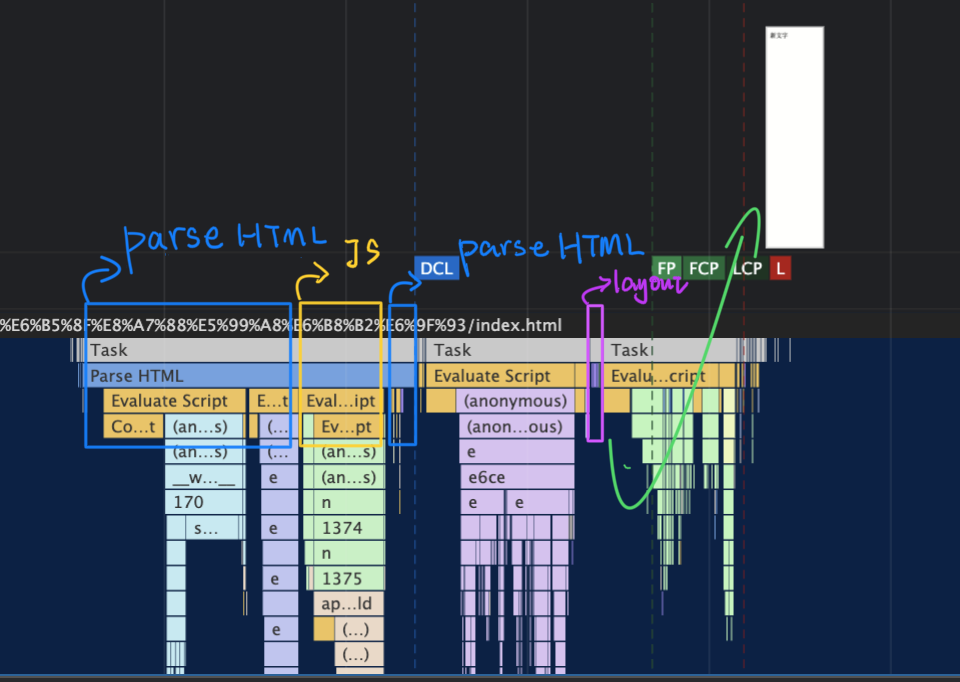 新文字
parse HTML
JS
parse HTML
DCL
FP
FCP
LCP
L
layout
%E6%B5%8F%E8%A7%88%E5%99%A8%E6%B8%B2%E6%9F%93/index.html
Task
Task
Task
Parse HTML
Evaluate Script
Evalu...cript
Evaluate Script
E...t
Eval...ipt
(anonymous)
Co...t
(an...s)
(...
Ev...pt
(anon...ous)
(an...s)
(...
(an...s)
e
__w...__
e
(an...s)
e6ce
170
n
e
e
s...
e
1374
n
e
1375
ap...ld
e
(...)
(...)